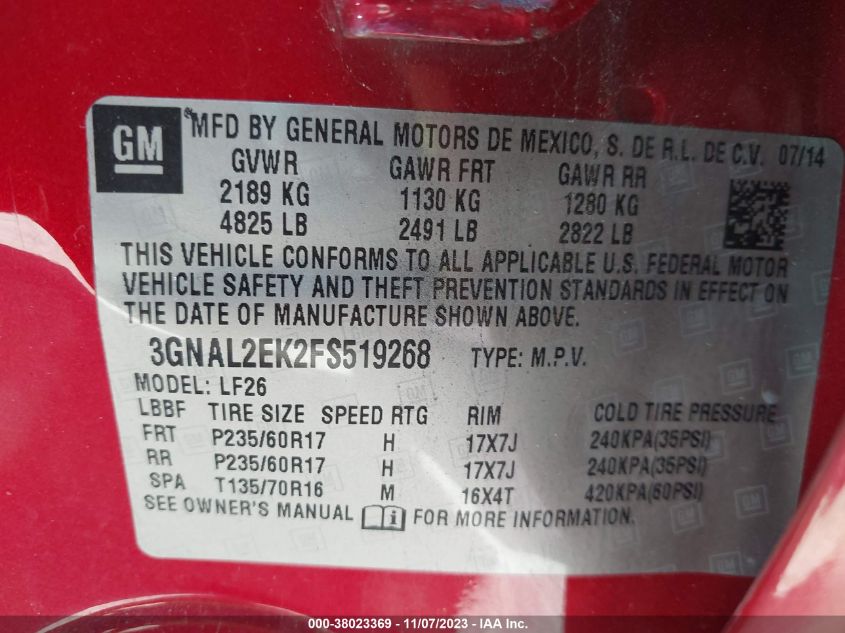 GM
MFD BY GENERAL MOTORS DE MEXICO, S. DE R.L. DE C.V. 07/14
GVWR GAWR FRT GAWR RR
2189 KG 1130 KG 1280 KG
4825 LB 2491 LB 2822 LB
THIS VEHICLE CONFORMS TO ALL APPLICABLE U.S. FEDERAL MOTOR
VEHICLE SAFETY AND THEFT PREVENTION STANDARDS IN EFFECT ON
THE DATE OF MANUFACTURE SHOWN ABOVE.
3GNAL2EK2FS519268 TYPE: M.P.V.
MODEL: LF26
LBBF TIRE SIZE SPEED RTG RIM COLD TIRE PRESSURE
FRT P235/60R17 H 17X7J 240KPA(35PSI)
RR P235/60R17 H 17X7J 240KPA(35PSI)
SPA T135/70R16 M 16X4T 420KPA(60PSI)
SEE OWNER'S MANUAL i FOR MORE INFORMATION.
000-38023369 - 11/07/2023 - IAA Inc.